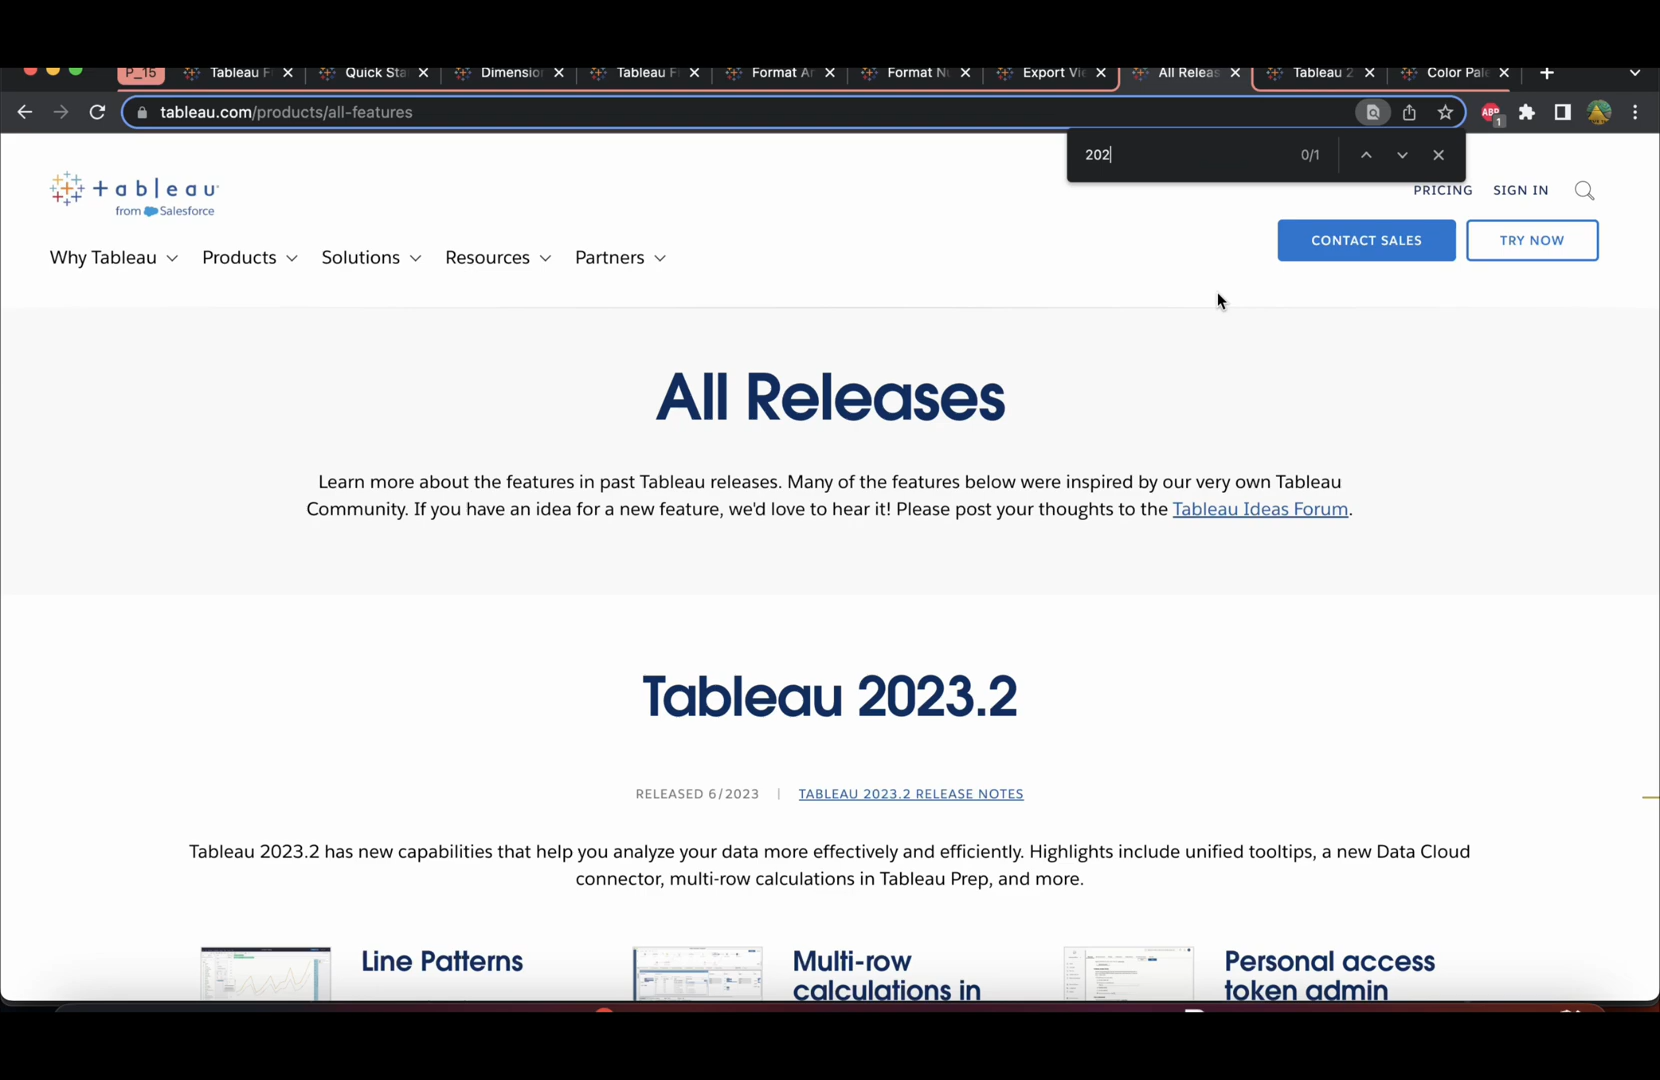 P_15
Tableau F
Quick Sta
Dimension
Tableau F
Format Ar
Format Nu
Export Vie
All Releas
Tableau 2
Color Pale
tableau.com/products/all-features
ABP
1
202
0/1
+ a b l e a u
from Salesforce
PRICING
SIGN IN
Why Tableau
Products
Solutions
Resources
Partners
CONTACT SALES
TRY NOW
All Releases
Learn more about the features in past Tableau releases. Many of the features below were inspired by our very own Tableau
Community. If you have an idea for a new feature, we'd love to hear it! Please post your thoughts to the Tableau Ideas Forum.
Tableau 2023.2
RELEASED 6/2023 | TABLEAU 2023.2 RELEASE NOTES
Tableau 2023.2 has new capabilities that help you analyze your data more effectively and efficiently. Highlights include unified tooltips, a new Data Cloud
connector, multi-row calculations in Tableau Prep, and more.
Line Patterns
Multi-row
calculations in
Personal access
token admin